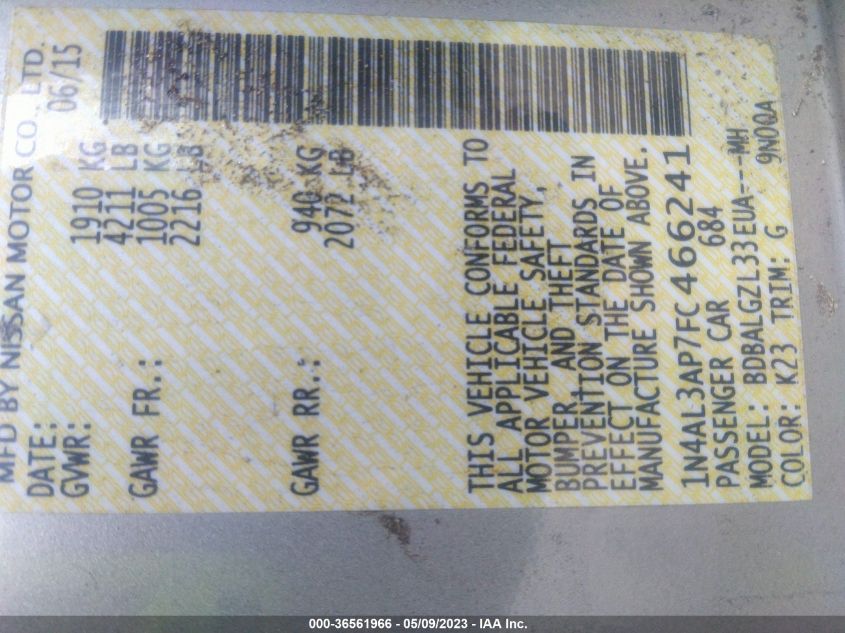 MFD BY NISSAN MOTOR CO., LTD.
DATE: 06/15
GVWR: 1910 KG
4211 LB
GAWR FR.: 1005 KG
2216 LB
GAWR RR.: 940 KG
2072 LB
THIS VEHICLE CONFORMS TO
ALL APPLICABLE FEDERAL
MOTOR VEHICLE SAFETY,
BUMPER, AND THEFT
PREVENTION STANDARDS IN
EFFECT ON THE DATE OF
MANUFACTURE SHOWN ABOVE.
1N4AL3AP7FC466241
PASSENGER CAR 684
MODEL: BDBALGZL33EUA---MH
COLOR: K23 TRIM: G 9N00A
000-36561966 - 05/09/2023 - IAA Inc.